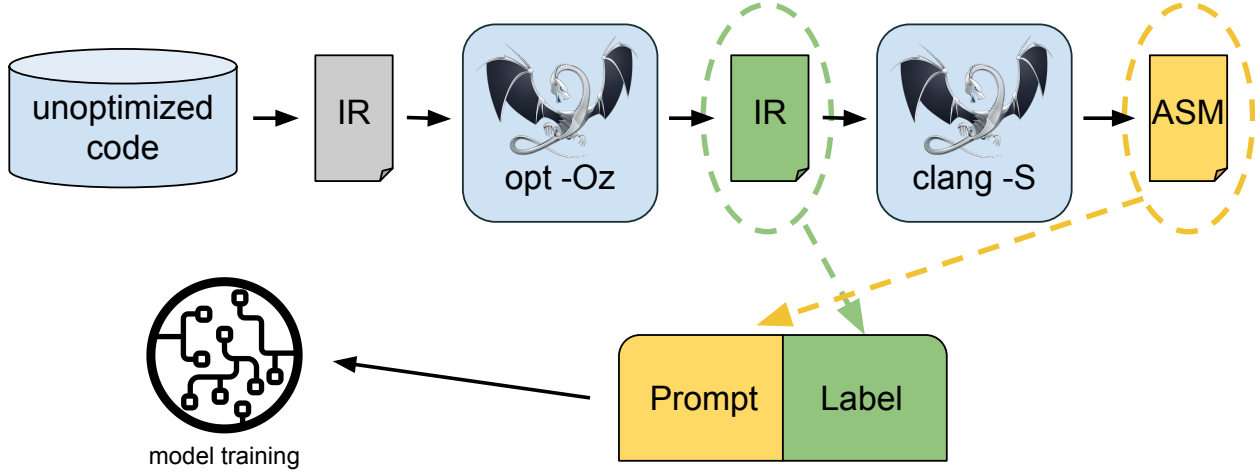 unoptimized
code
IR
opt -Oz
IR
clang -S
ASM
Prompt
Label
model training